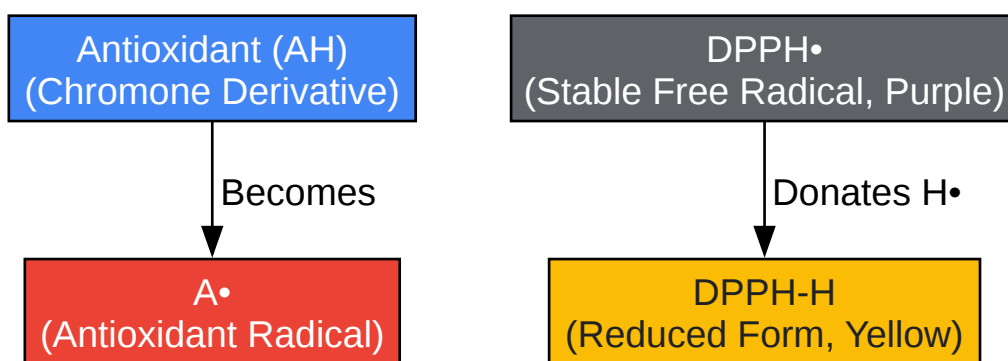 Antioxidant (AH)
(Chromone Derivative)
DPPH•
(Stable Free Radical, Purple)
Becomes
Donates H•
A•
(Antioxidant Radical)
DPPH-H
(Reduced Form, Yellow)